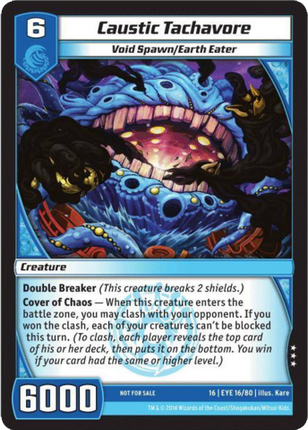 6
Caustic Tachavore
Void Spawn/Earth Eater
Creature
Double Breaker (This creature breaks 2 shields.)
Cover of Chaos — When this creature enters the
battle zone, you may clash with your opponent. If you
won the clash, each of your creatures can't be blocked
this turn. (To clash, each player reveals the top card
of his or her deck, then puts it on the bottom. You win
if your card had the same or higher level.)
6000
NOT FOR SALE
16 | EYE 16/80 | illus. Kare
TM & © 2014 Wizards of the Coast/Shogakukan/Mitsui-Kids